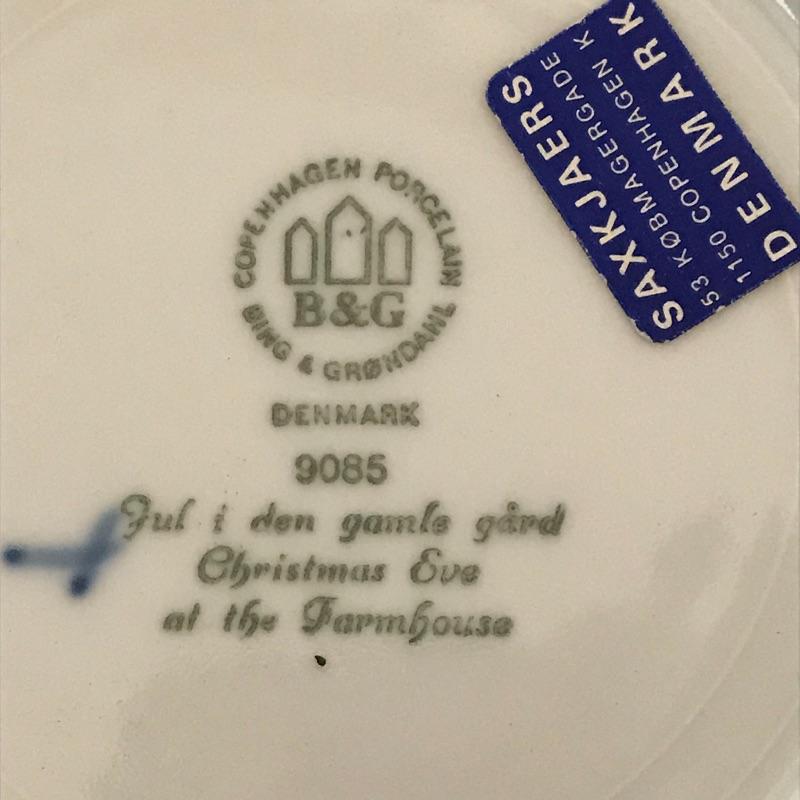 COPENHAGEN PORCELAIN
B&G
BING & GRØNDAHL
DENMARK
9085
Jul i den gamle gård
Christmas Eve
at the Farmhouse
SAXKJAERS
53 KØBMAGERGADE
1150 COPENHAGEN K
DENMARK